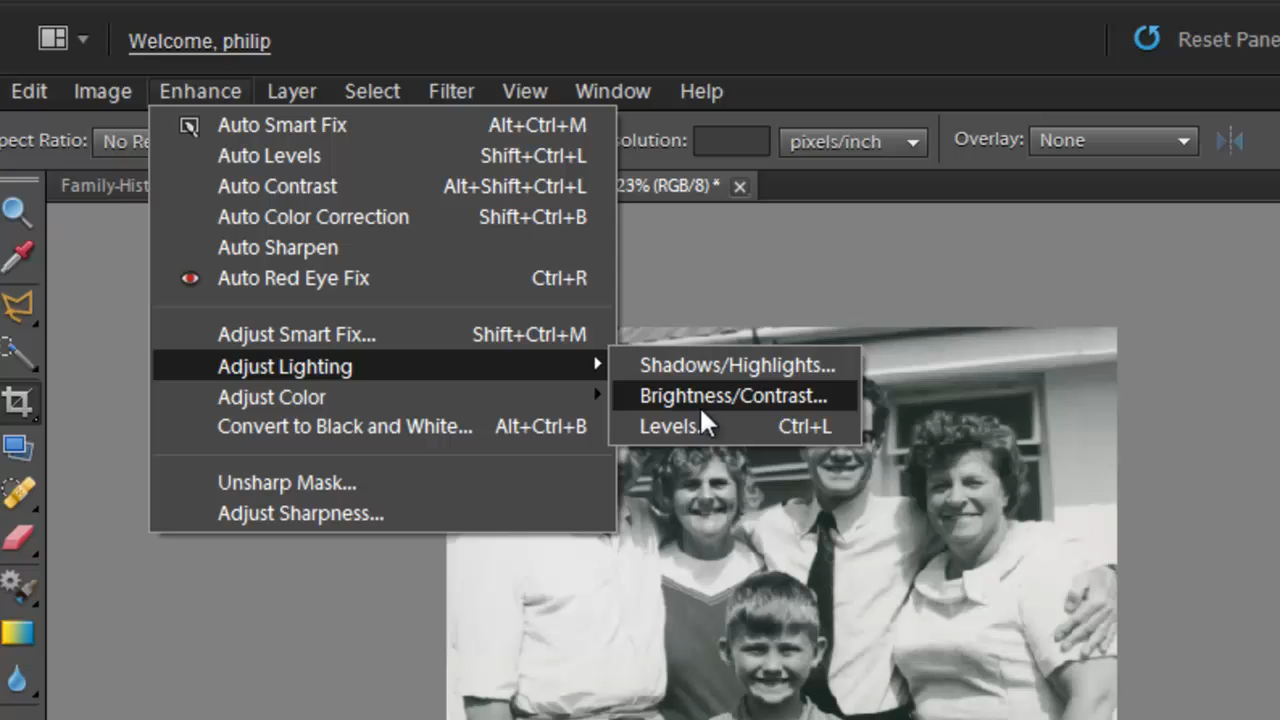 Welcome, philip
Reset Pane
Edit Image Enhance Layer Select Filter View Window Help
pect Ratio: No Re
olution: pixels/inch Overlay: None
Family-Hist 23% (RGB/8) *
Auto Smart Fix Alt+Ctrl+M
Auto Levels Shift+Ctrl+L
Auto Contrast Alt+Shift+Ctrl+L
Auto Color Correction Shift+Ctrl+B
Auto Sharpen
Auto Red Eye Fix Ctrl+R
Adjust Smart Fix... Shift+Ctrl+M
Adjust Lighting
Adjust Color
Convert to Black and White... Alt+Ctrl+B
Unsharp Mask...
Adjust Sharpness...
Shadows/Highlights...
Brightness/Contrast...
Levels... Ctrl+L